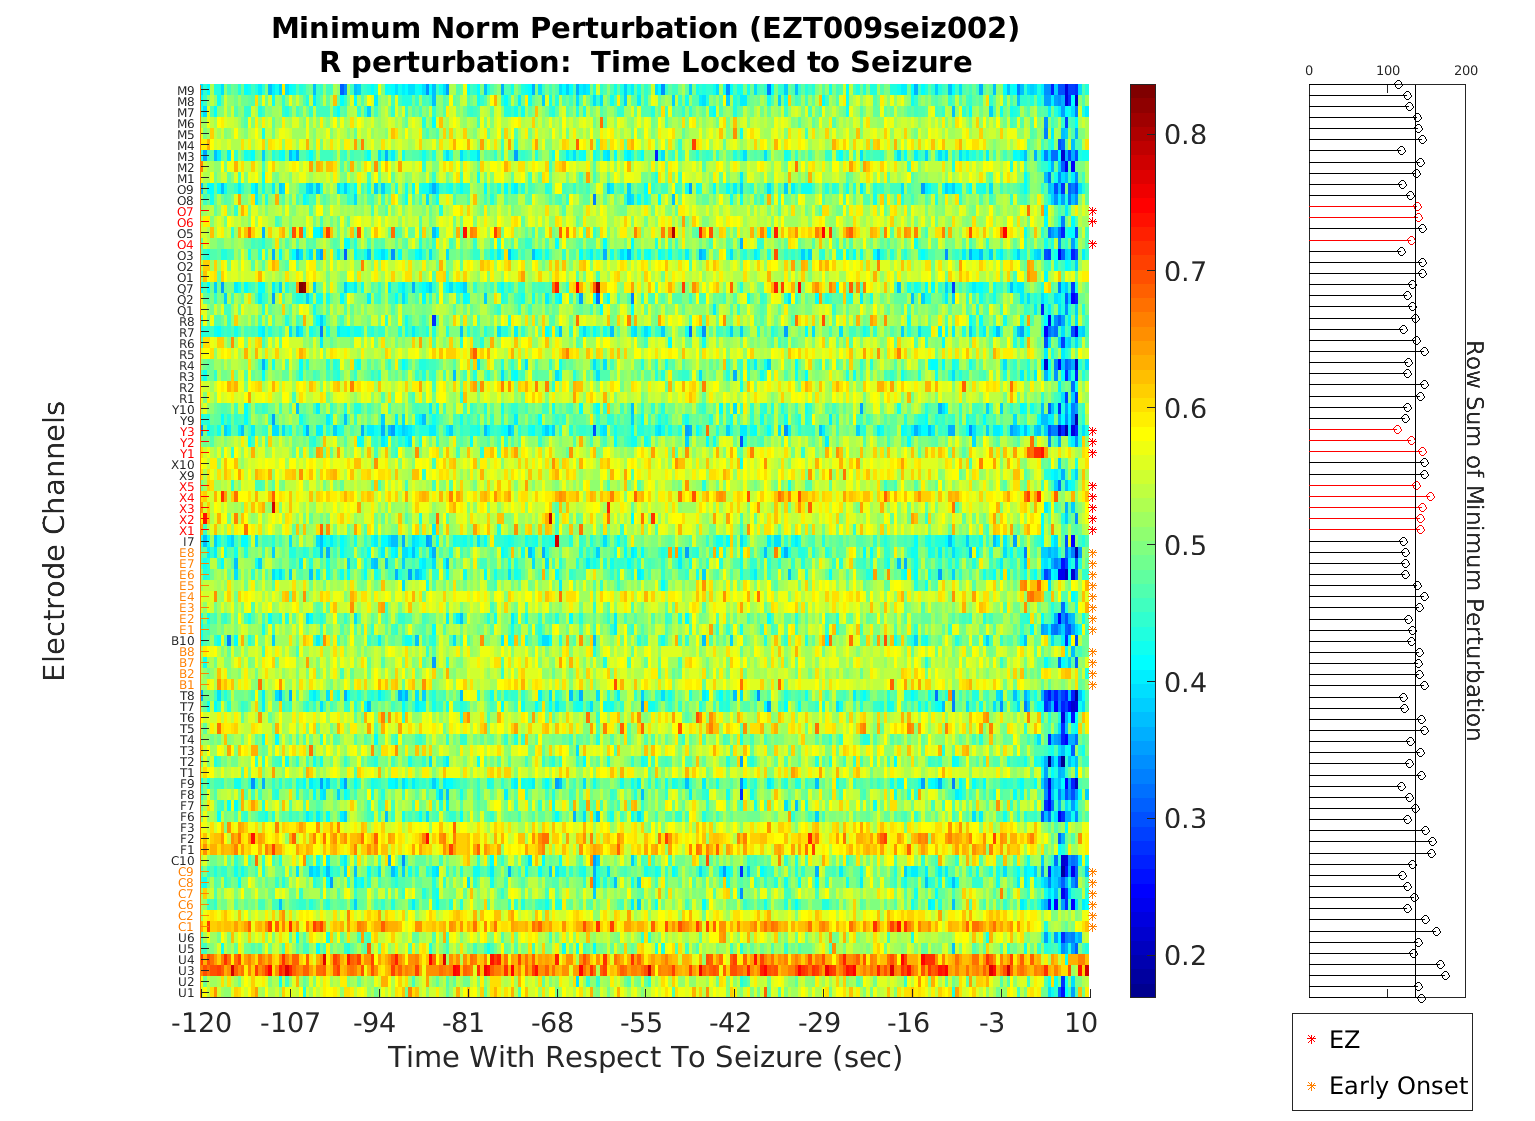 Minimum Norm Perturbation (EZT009seiz002)
R perturbation: Time Locked to Seizure
Electrode Channels
M9
M8
M7
M6
M5
M4
M3
M2
M1
O9
O8
O7
O6
O5
O4
O3
O2
O1
Q7
Q2
Q1
R8
R7
R6
R5
R4
R3
R2
R1
Y10
Y9
Y3
Y2
Y1
X10
X9
X5
X4
X3
X2
X1
I7
E8
E7
E6
E5
E4
E3
E2
E1
B10
B8
B7
B2
B1
T8
T7
T6
T5
T4
T3
T2
T1
F9
F8
F7
F6
F3
F2
F1
C10
C9
C8
C7
C6
C2
C1
U6
U5
U4
U3
U2
U1
-120 -107 -94 -81 -68 -55 -42 -29 -16 -3 10
Time With Respect To Seizure (sec)
0.8
0.7
0.6
0.5
0.4
0.3
0.2
0 100 200
Row Sum of Minimum Perturbation
EZ
Early Onset